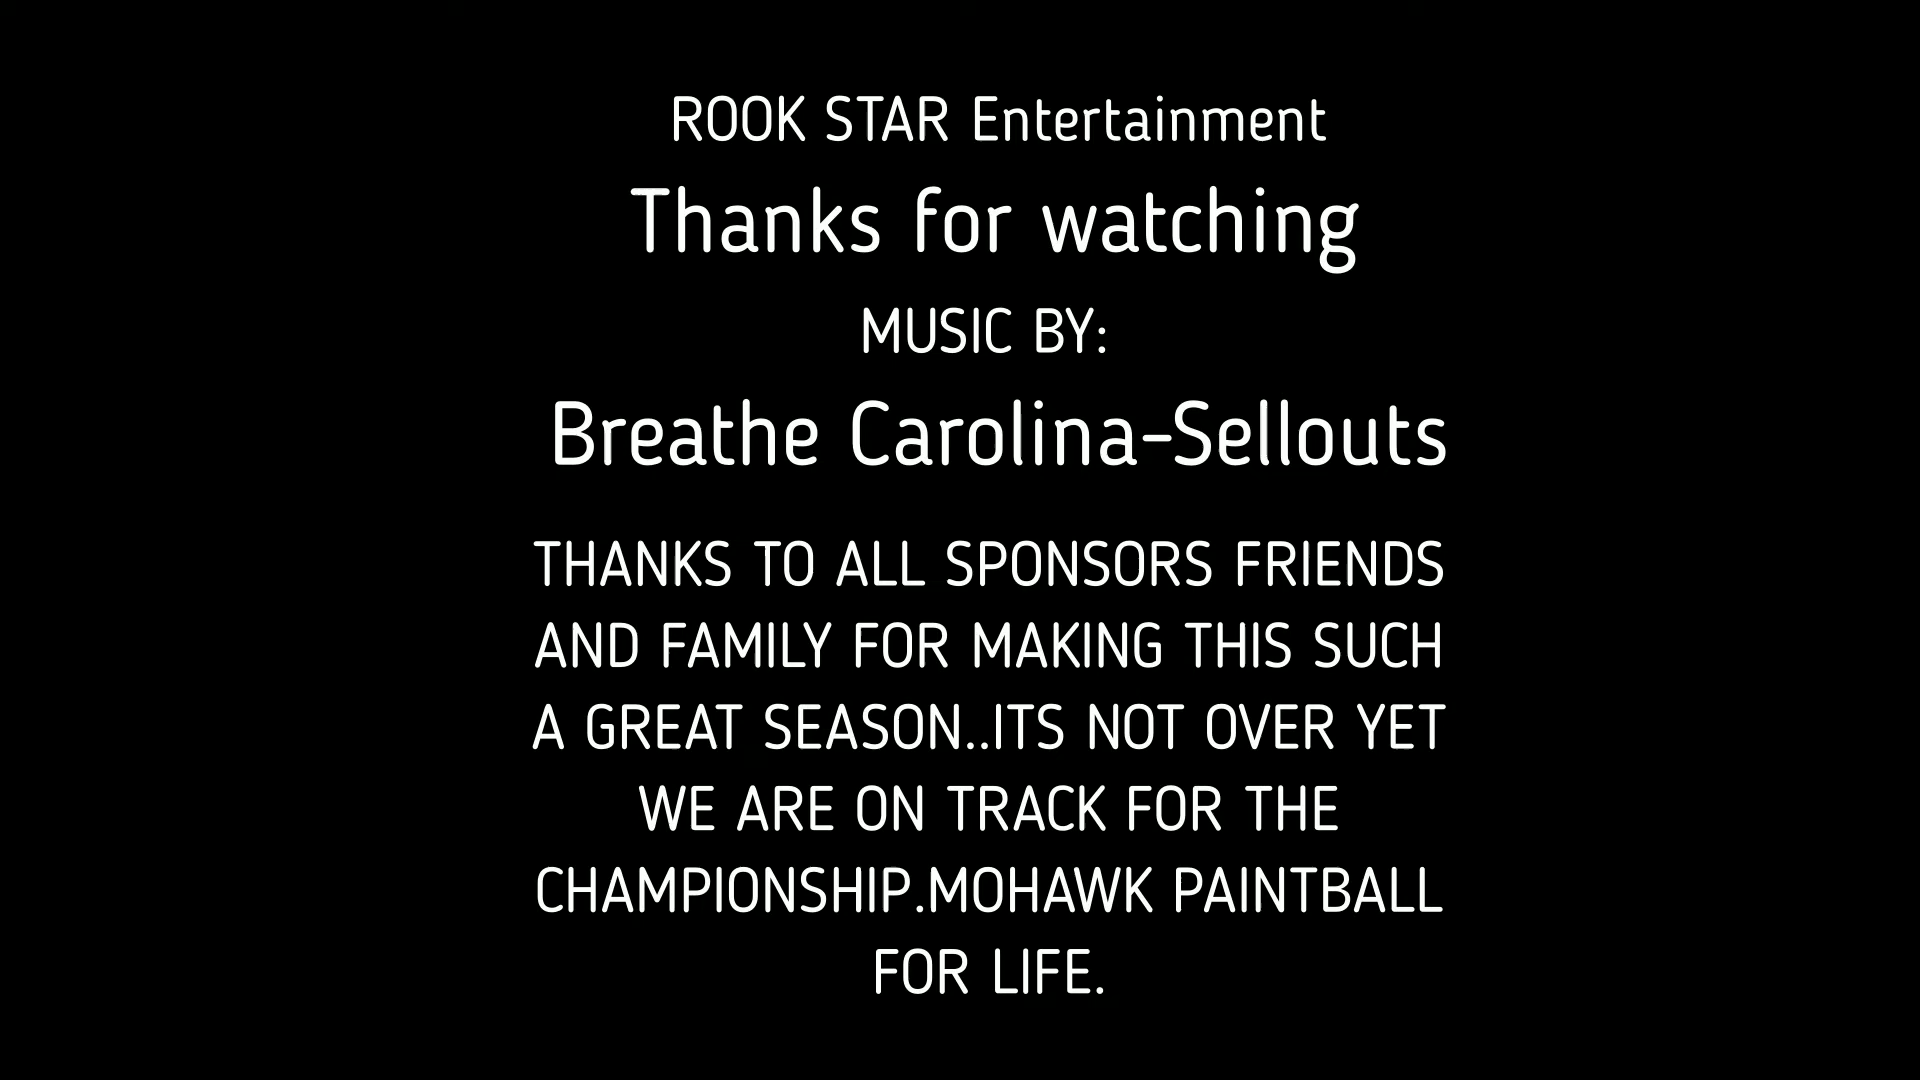 ROOK STAR Entertainment
Thanks for watching
MUSIC BY:
Breathe Carolina-Sellouts
THANKS TO ALL SPONSORS FRIENDS
AND FAMILY FOR MAKING THIS SUCH
A GREAT SEASON..ITS NOT OVER YET
WE ARE ON TRACK FOR THE
CHAMPIONSHIP.MOHAWK PAINTBALL
FOR LIFE.